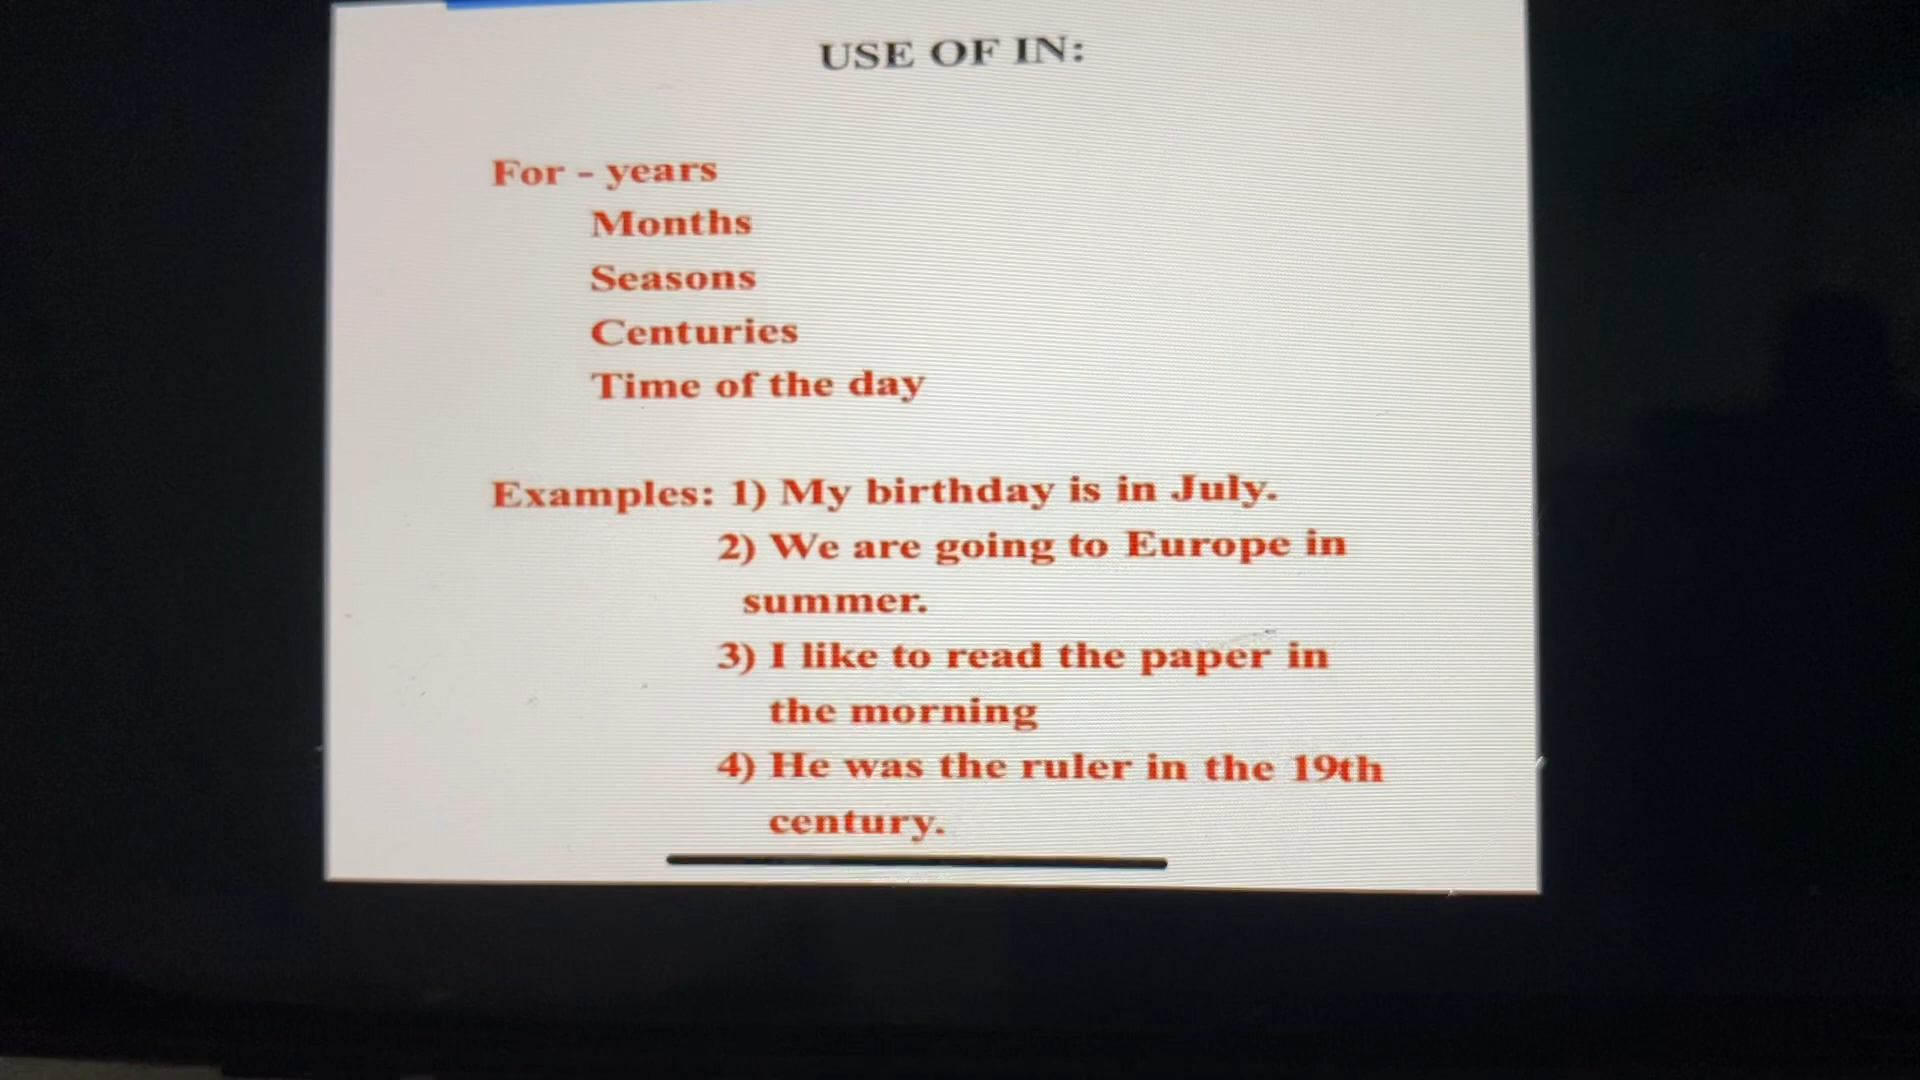 USE OF IN:
For - years
Months
Seasons
Centuries
Time of the day
Examples: 1) My birthday is in July.
2) We are going to Europe in
summer.
3) I like to read the paper in
the morning
4) He was the ruler in the 19th
century.